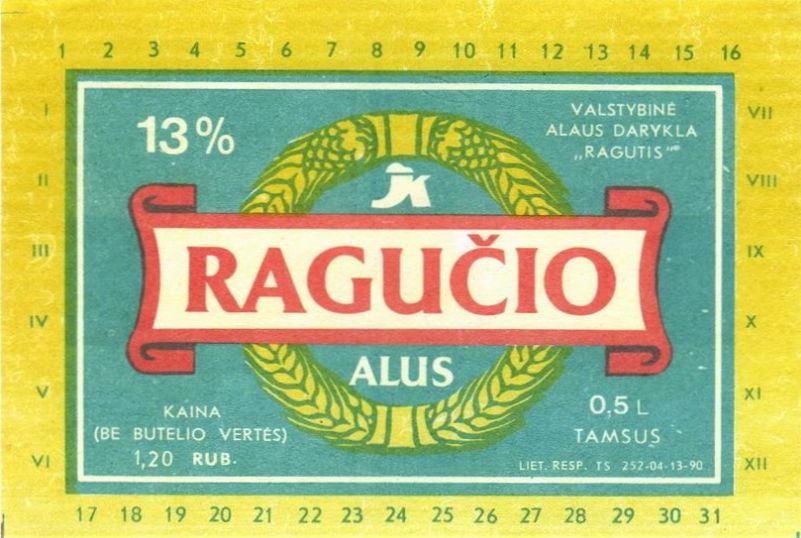 1 2 3 4 5 6 7 8 9 10 11 12 13 14 15 16
I
II
III
IV
V
VI
13%
VALSTYBINĖ
ALAUS DARYKLA
„RAGUTIS"
JK
RAGUČIO
ALUS
KAINA
(BE BUTELIO VERTĖS)
1,20 RUB.
0,5 L
TAMSUS
LIET. RESP. TS 252-04-13-90
VII
VIII
IX
X
XI
XII
17 18 19 20 21 22 23 24 25 26 27 28 29 30 31